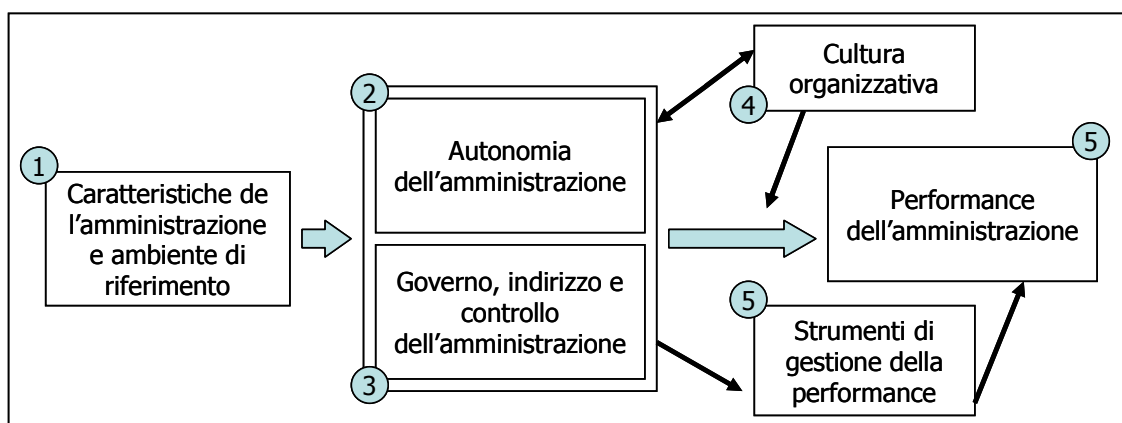 1
Caratteristiche de
l'amministrazione
e ambiente di
riferimento
2
Autonomia
dell'amministrazione
Governo, indirizzo e
controllo
dell'amministrazione
3
Cultura
organizzativa
4
5
Performance
dell'amministrazione
5
Strumenti di
gestione della
performance